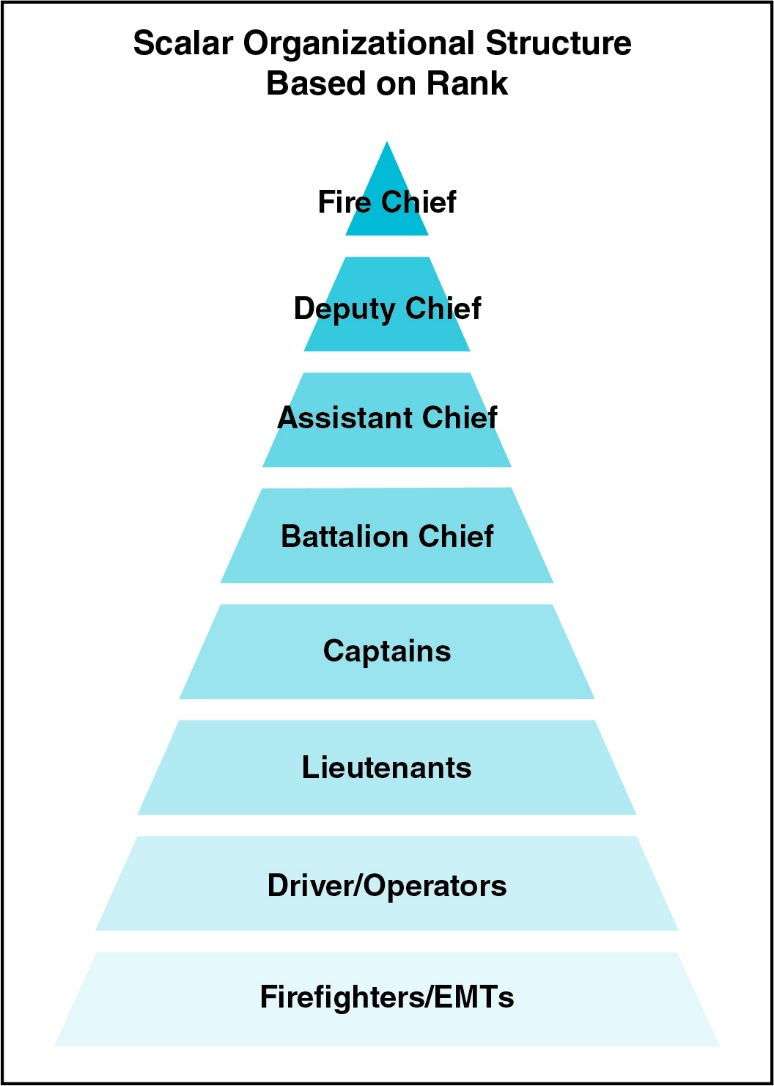 Scalar Organizational Structure
Based on Rank
Fire Chief
Deputy Chief
Assistant Chief
Battalion Chief
Captains
Lieutenants
Driver/Operators
Firefighters/EMTs